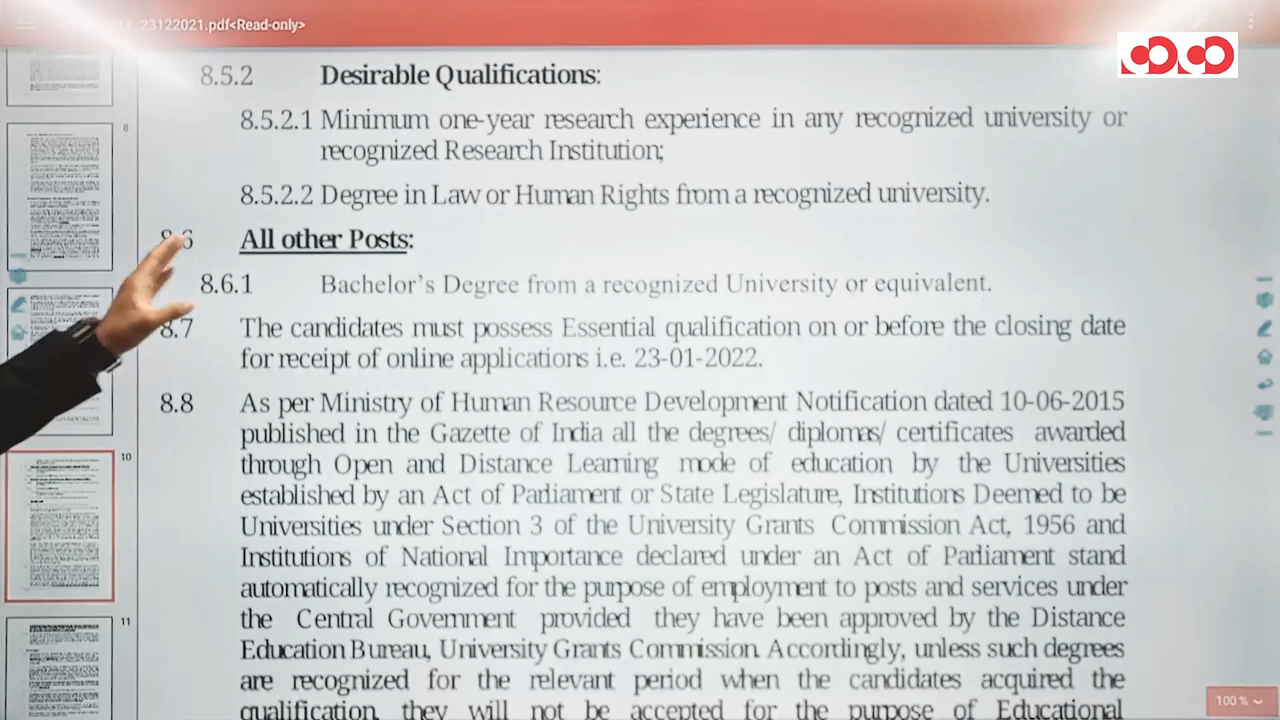 23122021.pdf<Read-only>
8.5.2 Desirable Qualifications:
8.5.2.1 Minimum one-year research experience in any recognized university or
recognized Research Institution;
8.5.2.2 Degree in Law or Human Rights from a recognized university.
8.6 All other Posts:
8.6.1 Bachelor's Degree from a recognized University or equivalent.
8.7 The candidates must possess Essential qualification on or before the closing date
for receipt of online applications i.e. 23-01-2022.
8.8 As per Ministry of Human Resource Development Notification dated 10-06-2015
published in the Gazette of India all the degrees/ diplomas/ certificates awarded
through Open and Distance Learning mode of education by the Universities
established by an Act of Parliament or State Legislature, Institutions Deemed to be
Universities under Section 3 of the University Grants Commission Act, 1956 and
Institutions of National Importance declared under an Act of Parliament stand
automatically recognized for the purpose of employment to posts and services under
the Central Government provided they have been approved by the Distance
Education Bureau, University Grants Commission. Accordingly, unless such degrees
are recognized for the relevant period when the candidates acquired the
qualification, they will not be accepted for the purpose of Educational
8
10
11
100 %